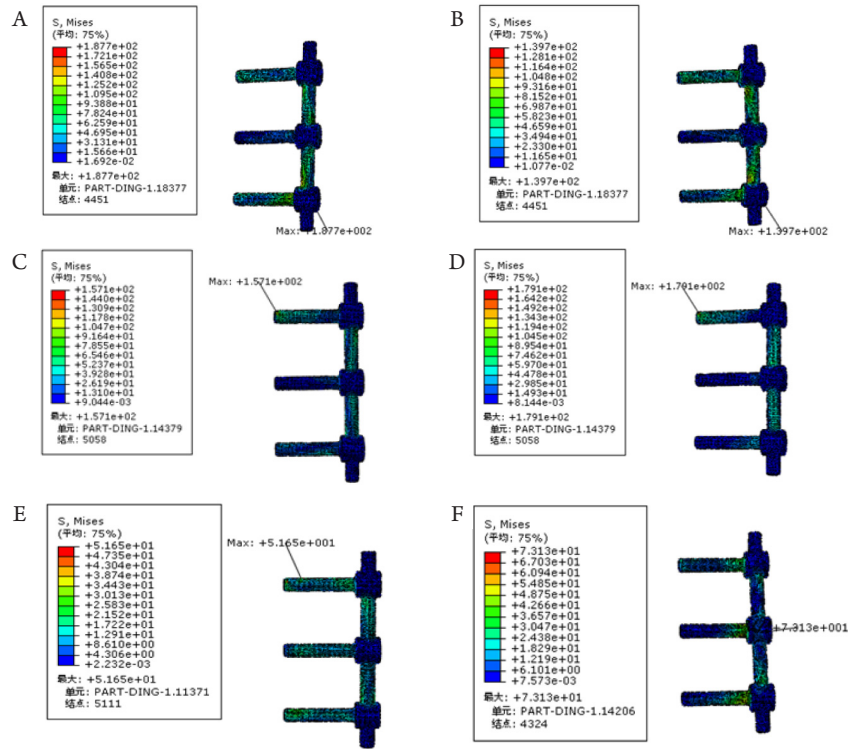 A
S, Mises
(平均: 75%)
+1.877e+02
+1.721e+02
+1.565e+02
+1.408e+02
+1.252e+02
+1.095e+02
+9.388e+01
+7.824e+01
+6.259e+01
+4.695e+01
+3.131e+01
+1.566e+01
+1.692e-02
最大: +1.877e+02
单元: PART-DING-1.18377
结点: 4451
Max: +1.877e+002
B
S, Mises
(平均: 75%)
+1.397e+02
+1.281e+02
+1.164e+02
+1.048e+02
+9.316e+01
+8.152e+01
+6.987e+01
+5.823e+01
+4.659e+01
+3.494e+01
+2.330e+01
+1.165e+01
+1.077e-02
最大: +1.397e+02
单元: PART-DING-1.18377
结点: 4451
Max: +1.397e+002
C
S, Mises
(平均: 75%)
+1.571e+02
+1.440e+02
+1.309e+02
+1.178e+02
+1.047e+02
+9.164e+01
+7.855e+01
+6.546e+01
+5.237e+01
+3.928e+01
+2.619e+01
+1.310e+01
+9.044e-03
最大: +1.571e+02
单元: PART-DING-1.14379
结点: 5058
Max: +1.571e+002
D
S, Mises
(平均: 75%)
+1.791e+02
+1.642e+02
+1.492e+02
+1.343e+02
+1.194e+02
+1.045e+02
+8.954e+01
+7.462e+01
+5.970e+01
+4.478e+01
+2.985e+01
+1.493e+01
+8.144e-03
最大: +1.791e+02
单元: PART-DING-1.14379
结点: 5058
Max: +1.791e+002
E
S, Mises
(平均: 75%)
+5.165e+01
+4.735e+01
+4.304e+01
+3.874e+01
+3.443e+01
+3.013e+01
+2.583e+01
+2.152e+01
+1.722e+01
+1.291e+01
+8.610e+00
+4.306e+00
+2.232e-03
最大: +5.165e+01
单元: PART-DING-1.11371
结点: 5111
Max: +5.165e+001
F
S, Mises
(平均: 75%)
+7.313e+01
+6.703e+01
+6.094e+01
+5.485e+01
+4.875e+01
+4.266e+01
+3.657e+01
+3.047e+01
+2.438e+01
+1.829e+01
+1.219e+01
+6.101e+00
+7.573e-03
最大: +7.313e+01
单元: PART-DING-1.14206
结点: 4324
+7.313e+001